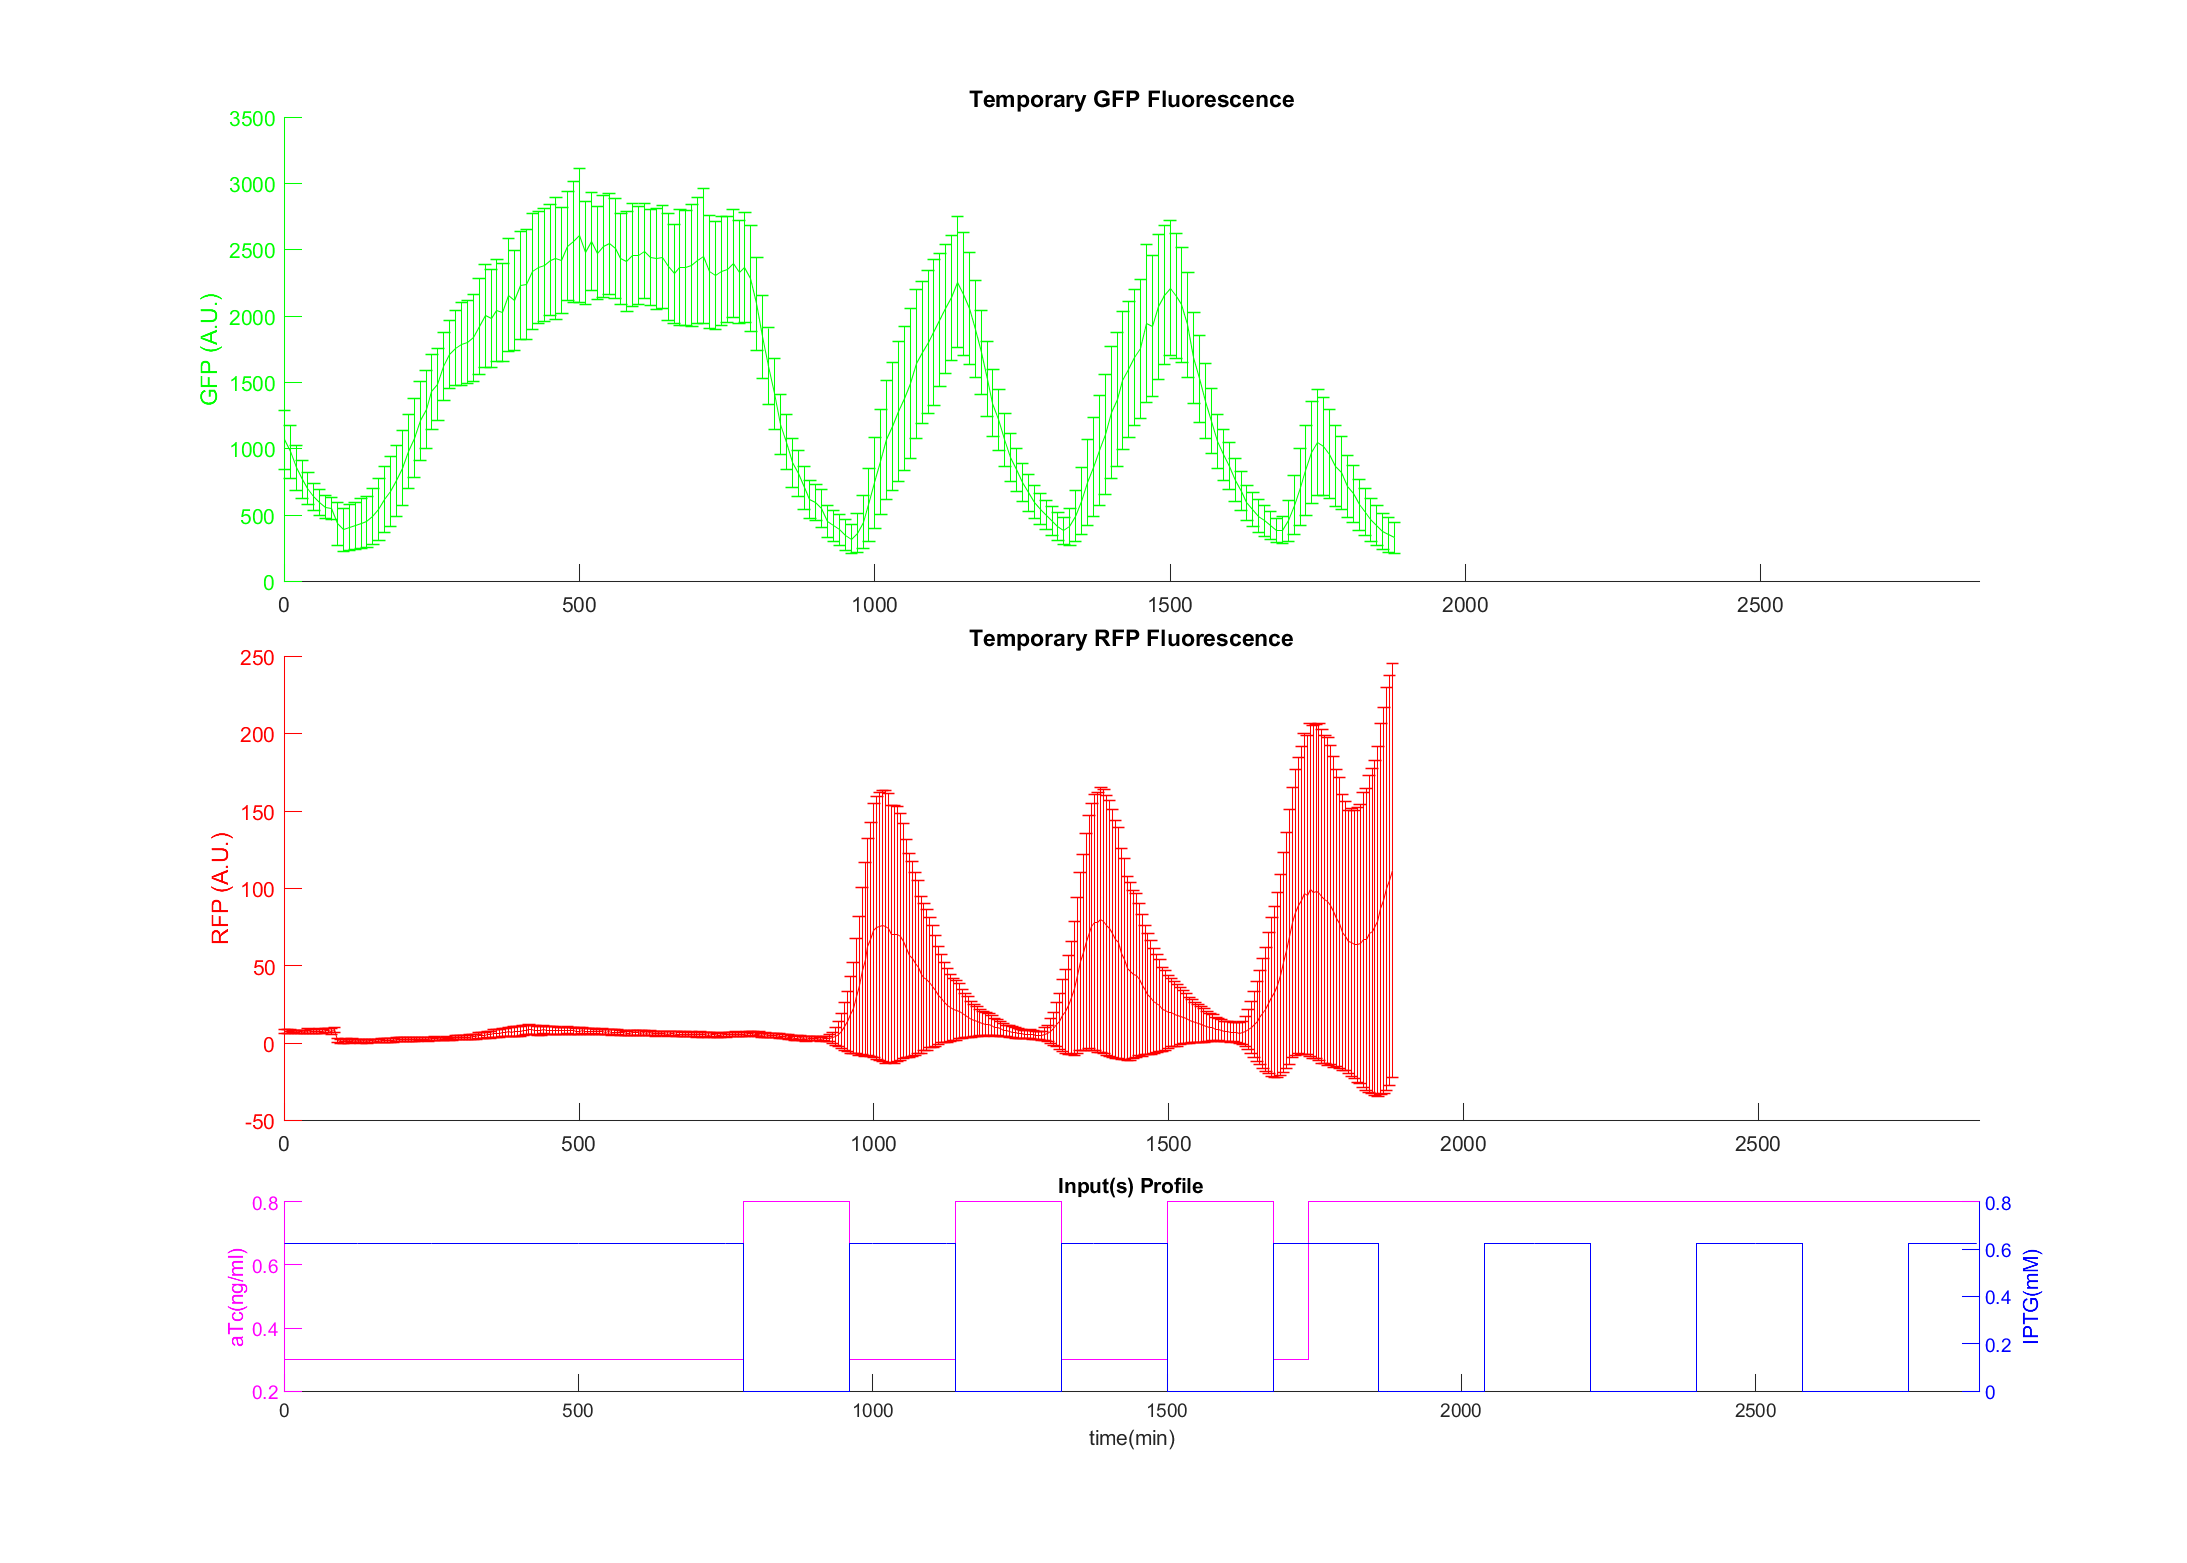 Temporary GFP Fluorescence
3500
3000
2500
2000
1500
1000
500
0
GFP (A.U.)
0 500 1000 1500 2000 2500
Temporary RFP Fluorescence
250
200
150
100
50
0
-50
RFP (A.U.)
0 500 1000 1500 2000 2500
Input(s) Profile
0.8
0.6
0.4
0.2
aTc(ng/ml)
0.8
0.6
0.4
0.2
0
IPTG(mM)
0 500 1000 1500 2000 2500
time(min)